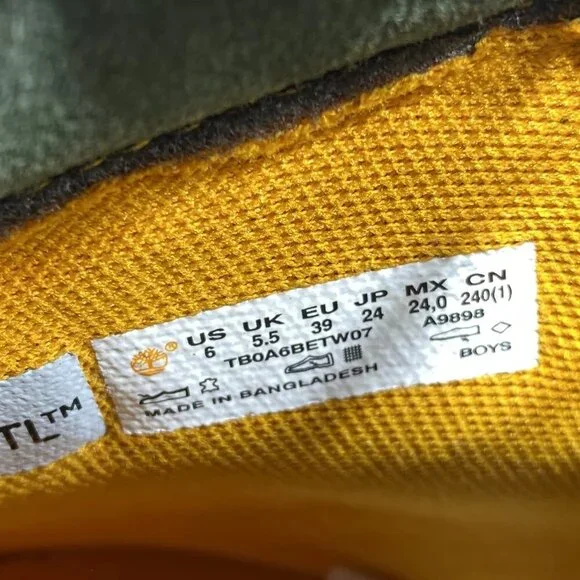 US UK EU JP MX CN
6 5.5 39 24 24,0 240(1)
TB0A6BETW07 A9898
MADE IN BANGLADESH BOYS
TL™
®